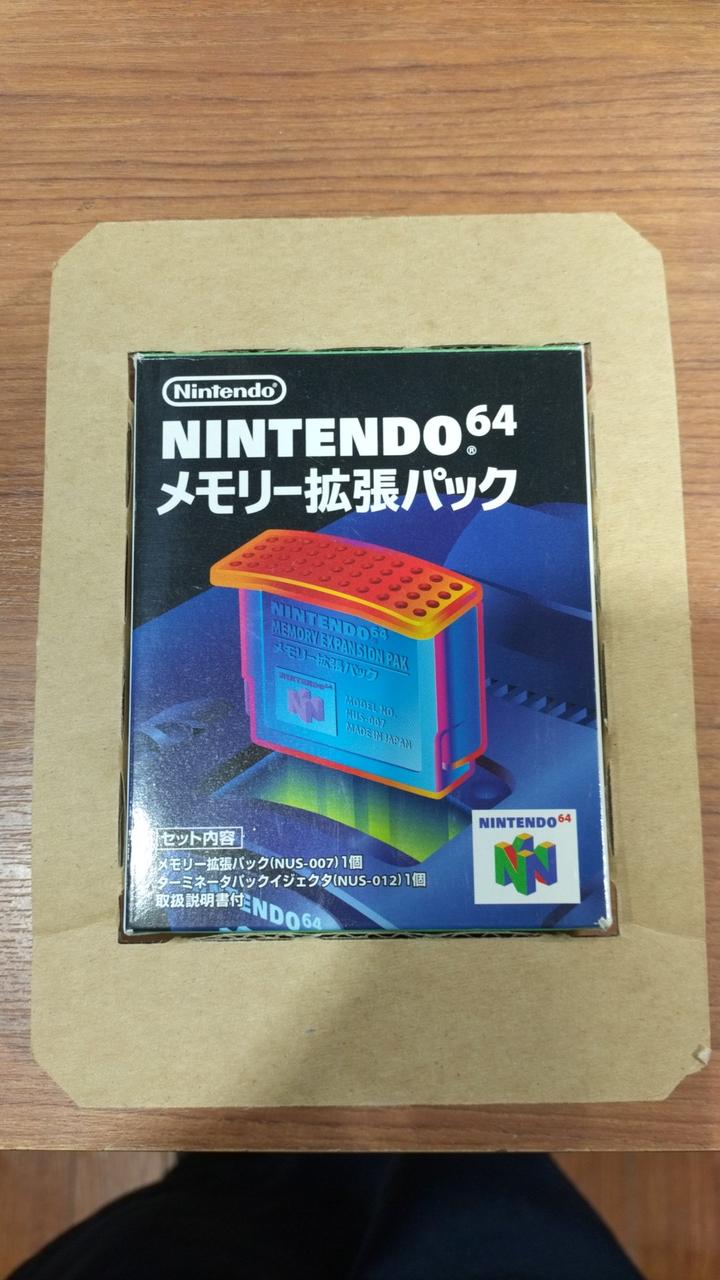 Nintendo®
NINTENDO®64
メモリー拡張パック
NINTENDO64
MEMORY EXPANSION PAK
メモリー拡張パック
NINTENDO64
MODEL NO.
NUS-007
MADE IN JAPAN
NINTENDO64
セット内容
メモリー拡張パック(NUS-007)1個
ターミネータパックイジェクタ(NUS-012)1個
取扱説明書付
ENDO64